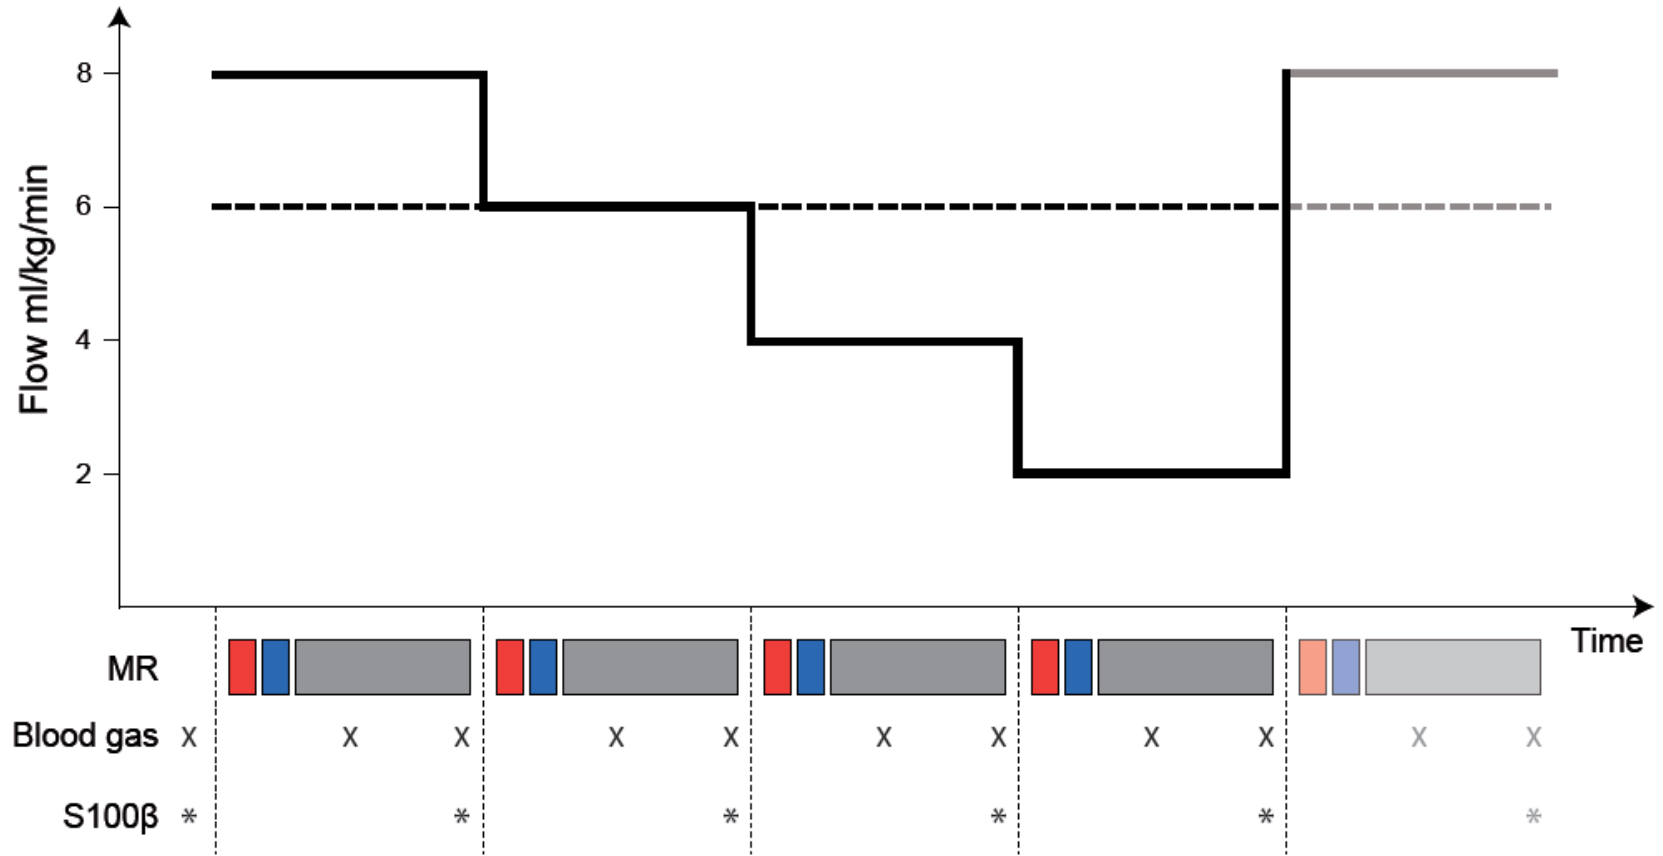 8
6
4
2
Flow ml/kg/min
Time
MR
Blood gas X X X X X X X X X X X
S100β * * * * * *